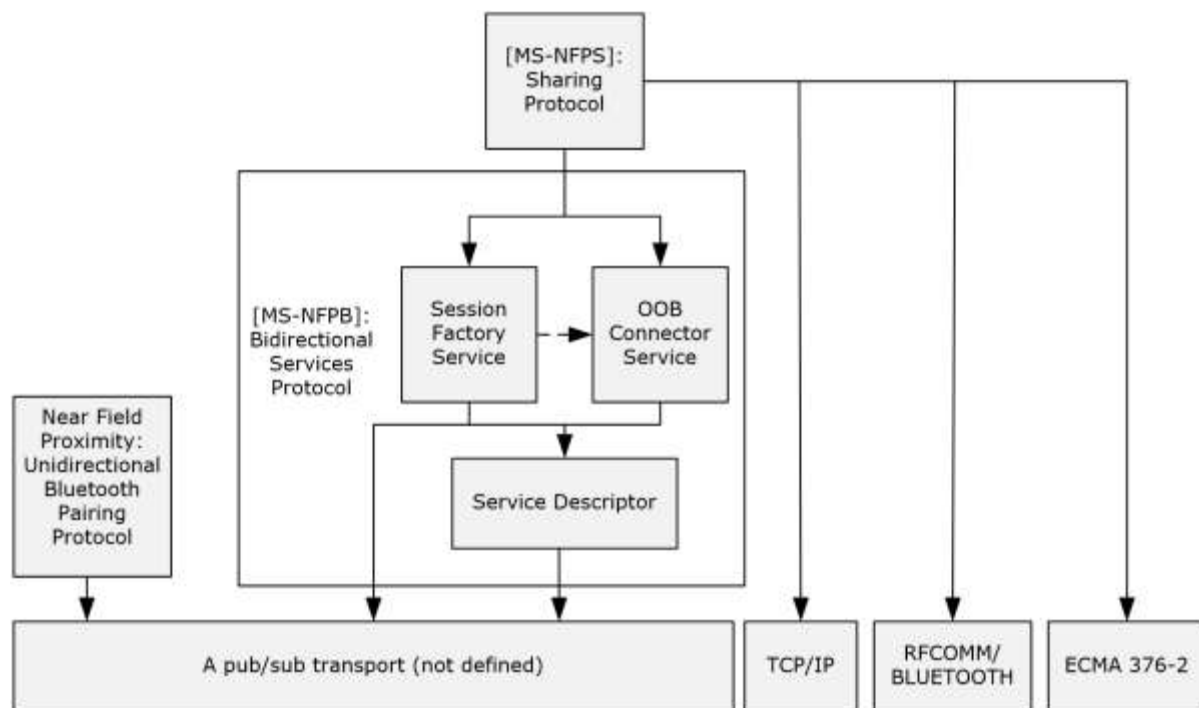 [MS-NFPS]:
Sharing
Protocol
Session
Factory
Service
OOB
Connector
Service
[MS-NFPB]:
Bidirectional
Services
Protocol
Near Field
Proximity:
Unidirectional
Bluetooth
Pairing
Protocol
Service Descriptor
A pub/sub transport (not defined)
TCP/IP
RFCOMM/
BLUETOOTH
ECMA 376-2